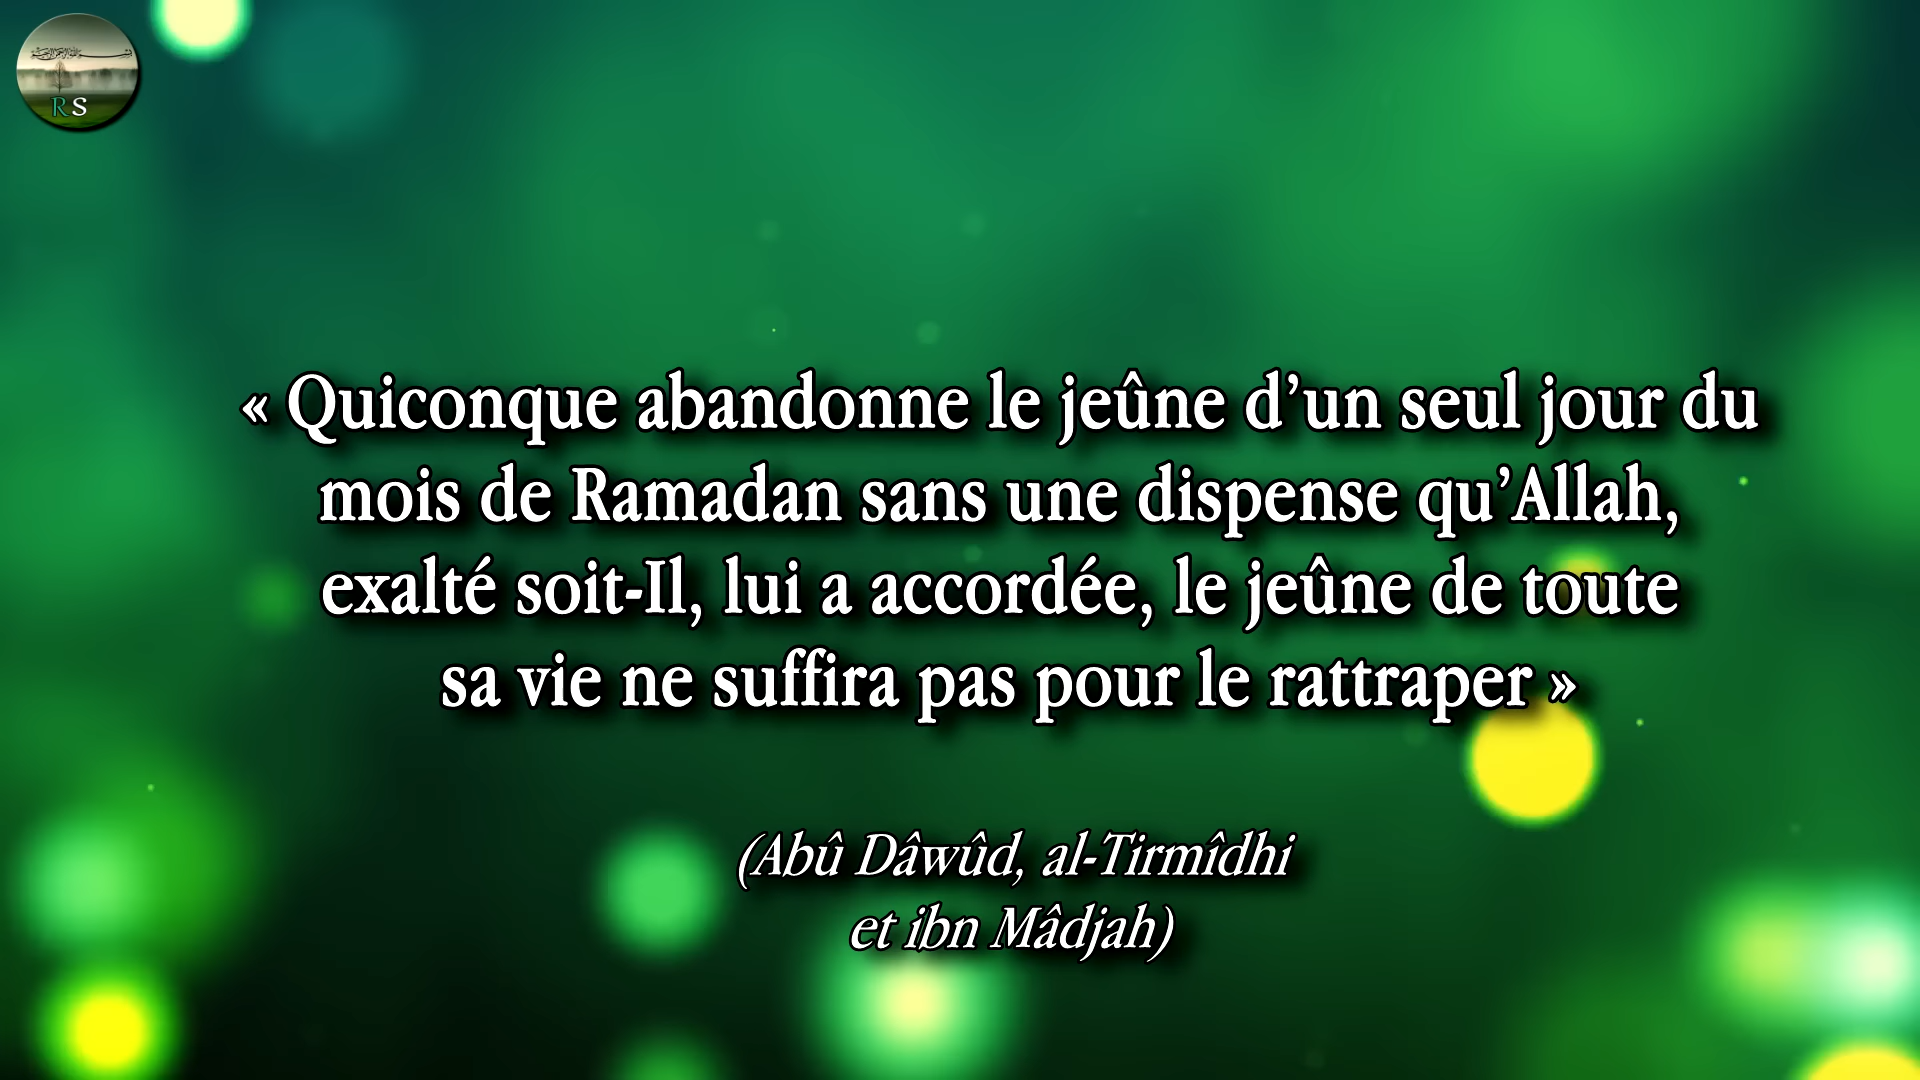 RS
« Quiconque abandonne le jeûne d’un seul jour du
mois de Ramadan sans une dispense qu’Allah,
exalté soit-Il, lui a accordée, le jeûne de toute
sa vie ne suffira pas pour le rattraper »
(Abû Dâwûd, al-Tirmîdhi
et ibn Mâdjah)